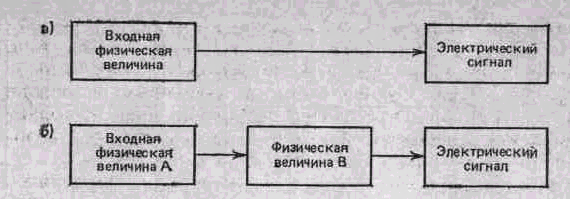 а)
Входная
физическая
величина
Электрический
сигнал
б)
Входная
физическая
величина А
Физическая
величина В
Электрический
сигнал